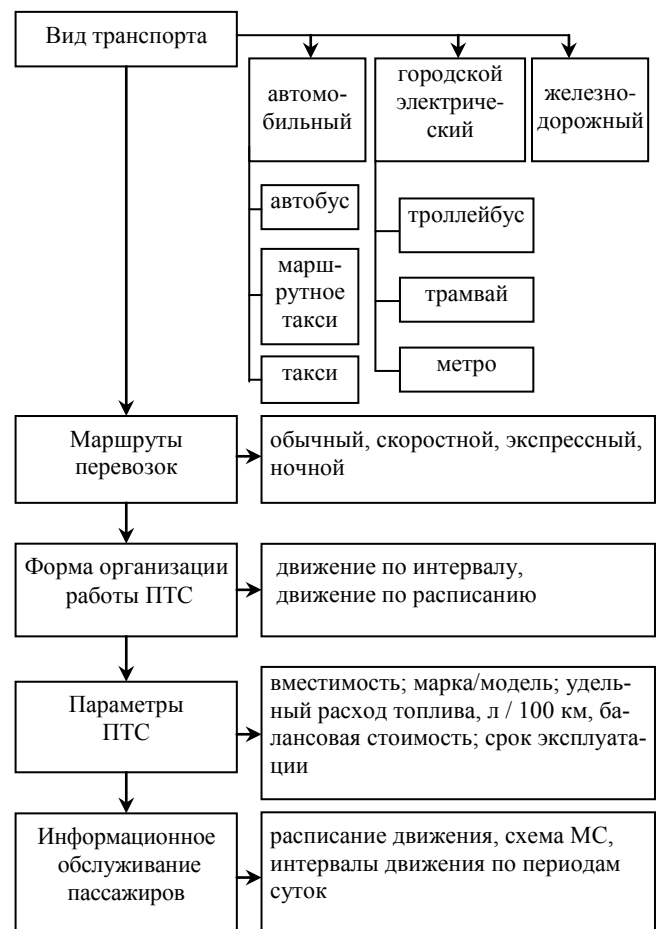 Вид транспорта
автомо-
бильный
городской
электриче-
ский
железно-
дорожный
автобус
марш-
рутное
такси
такси
троллейбус
трамвай
метро
Маршруты
перевозок
обычный, скоростной, экспрессный,
ночной
Форма организации
работы ПТС
движение по интервалу,
движение по расписанию
Параметры
ПТС
вместимость; марка/модель; удель-
ный расход топлива, л / 100 км, ба-
лансовая стоимость; срок эксплуата-
ции
Информационное
обслуживание
пассажиров
расписание движения, схема МС,
интервалы движения по периодам
суток